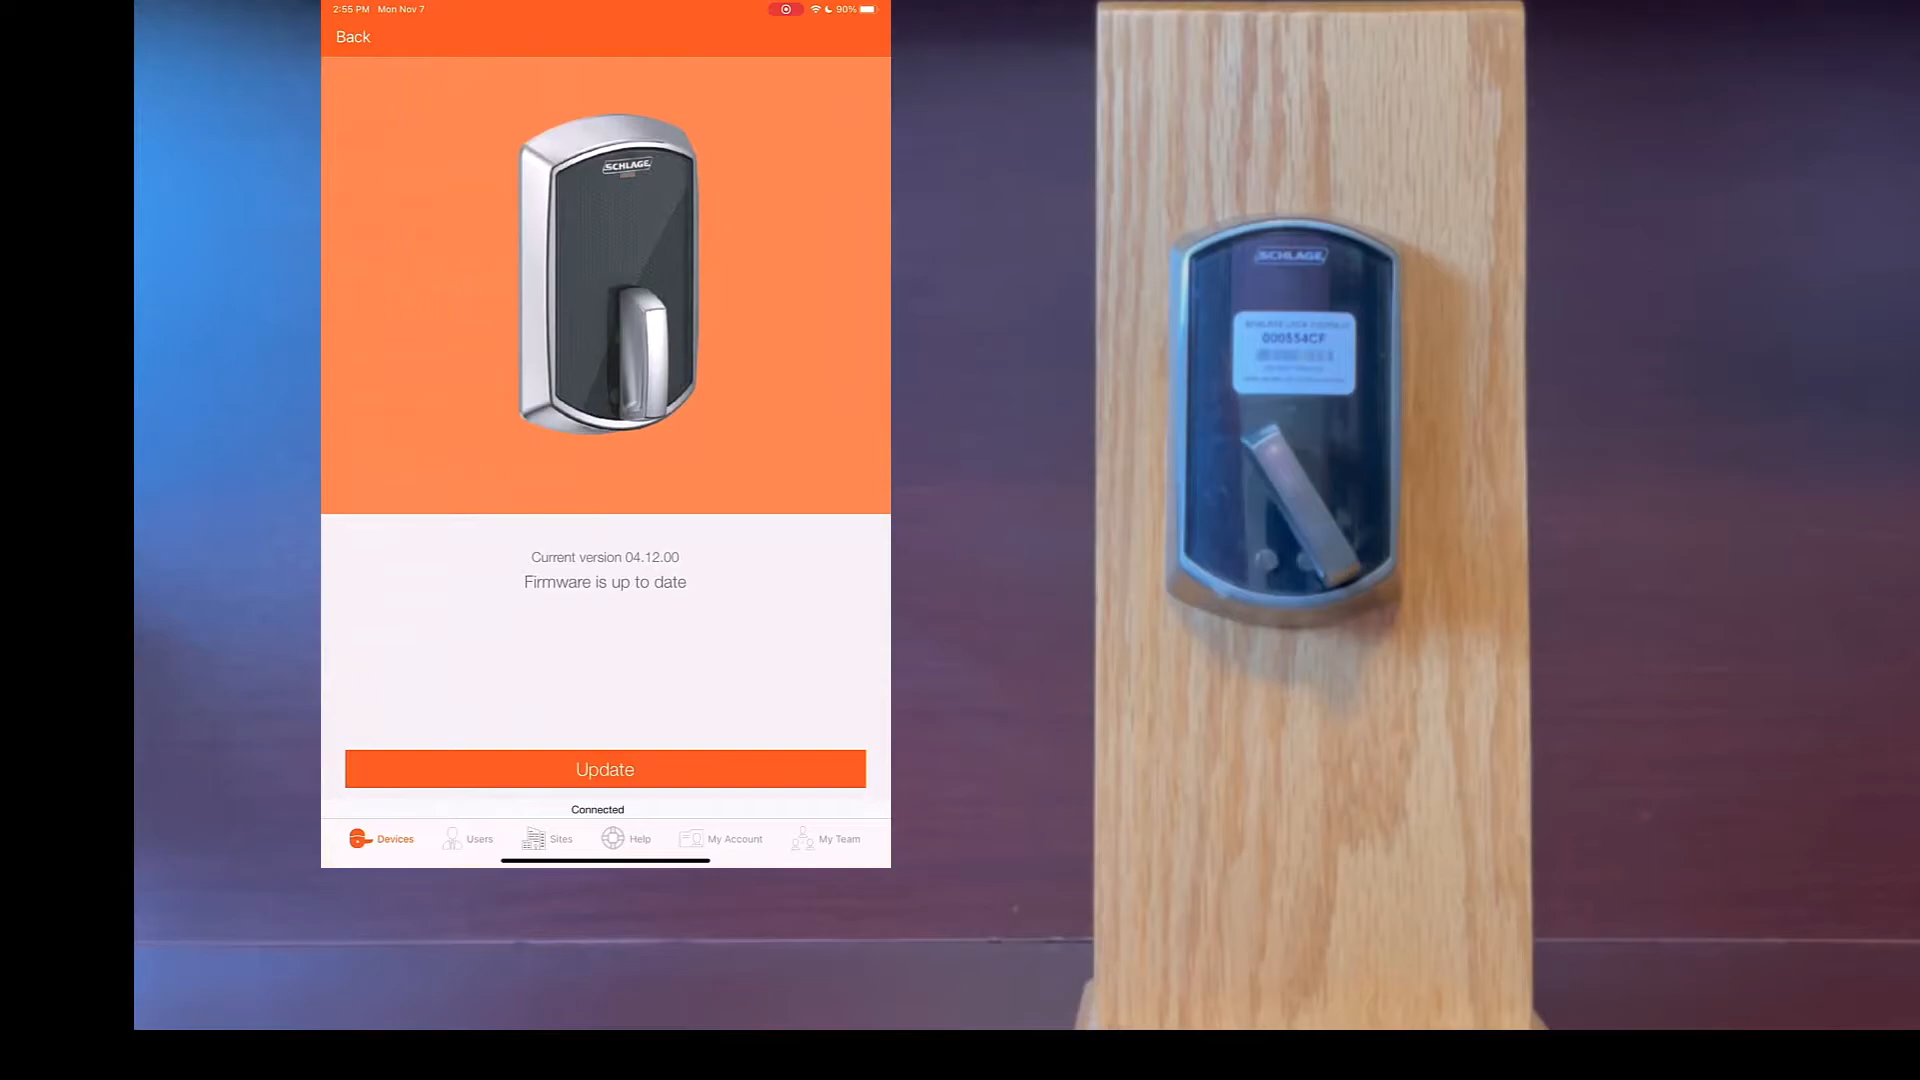 2:55 PM Mon Nov 7
90%
Back
SCHLAGE
Current version 04.12.00
Firmware is up to date
Update
Connected
Devices
Users
Sites
Help
My Account
My Team
SCHLAGE
000554CF